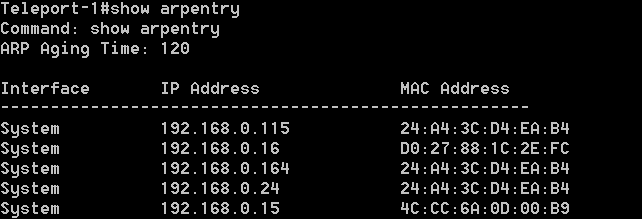 Teleport-1#show arpentry
Command: show arpentry
ARP Aging Time: 120
Interface IP Address MAC Address
-----------------------------------------------------
System 192.168.0.115 24:A4:3C:D4:EA:B4
System 192.168.0.16 D0:27:88:1C:2E:FC
System 192.168.0.164 24:A4:3C:D4:EA:B4
System 192.168.0.24 24:A4:3C:D4:EA:B4
System 192.168.0.15 4C:CC:6A:0D:00:B9